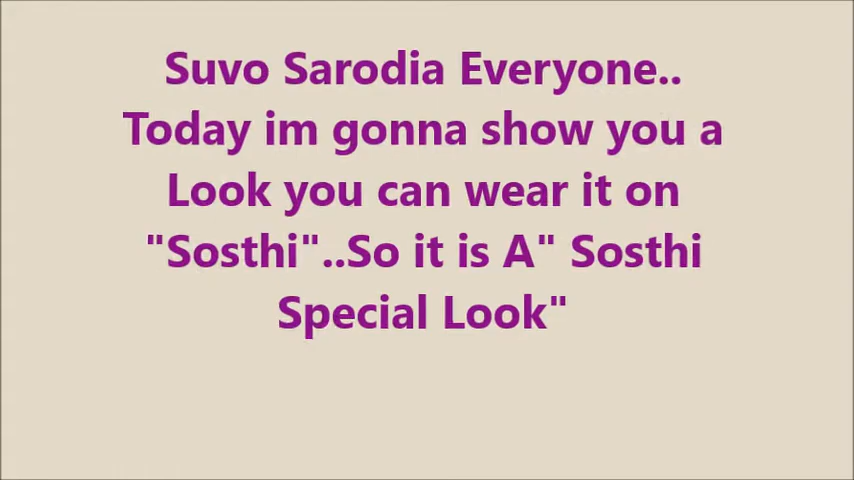 Suvo Sarodia Everyone..
Today im gonna show you a
Look you can wear it on
"Sosthi"..So it is A" Sosthi
Special Look"